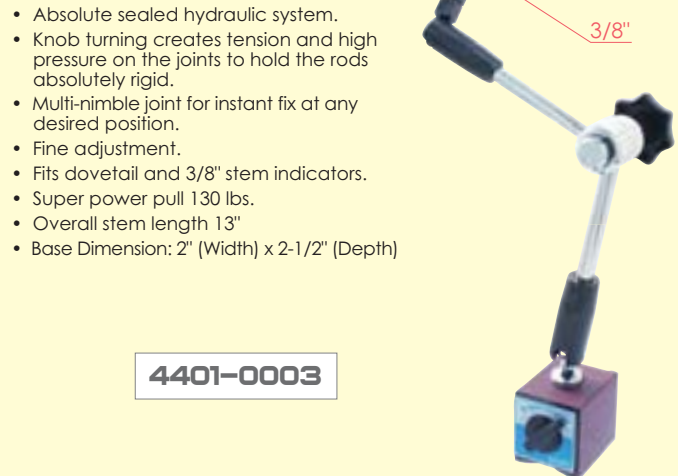 • Absolute sealed hydraulic system.
3/8"
• Knob turning creates tension and high
pressure on the joints to hold the rods
absolutely rigid.
• Multi-nimble joint for instant fix at any
desired position.
• Fine adjustment.
• Fits dovetail and 3/8" stem indicators.
• Super power pull 130 lbs.
• Overall stem length 13"
• Base Dimension: 2" (Width) x 2-1/2" (Depth)
4401-0003